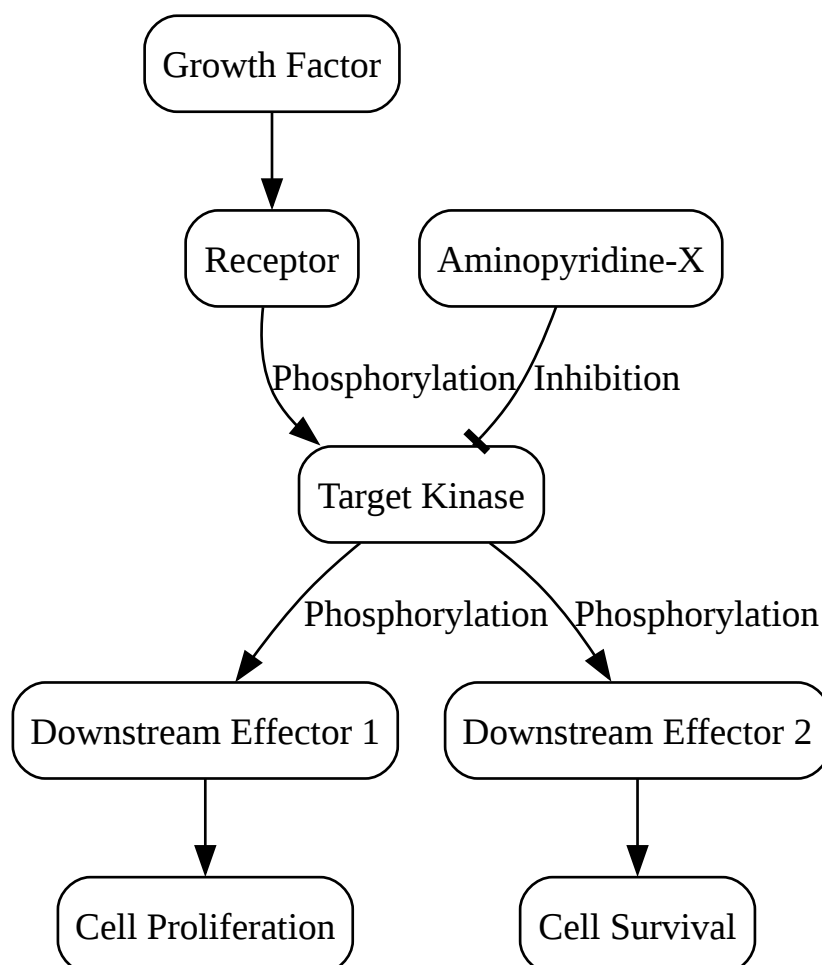 Growth Factor
Receptor
Aminopyridine-X
Phosphorylation
Inhibition
Target Kinase
Phosphorylation
Phosphorylation
Downstream Effector 1
Downstream Effector 2
Cell Proliferation
Cell Survival